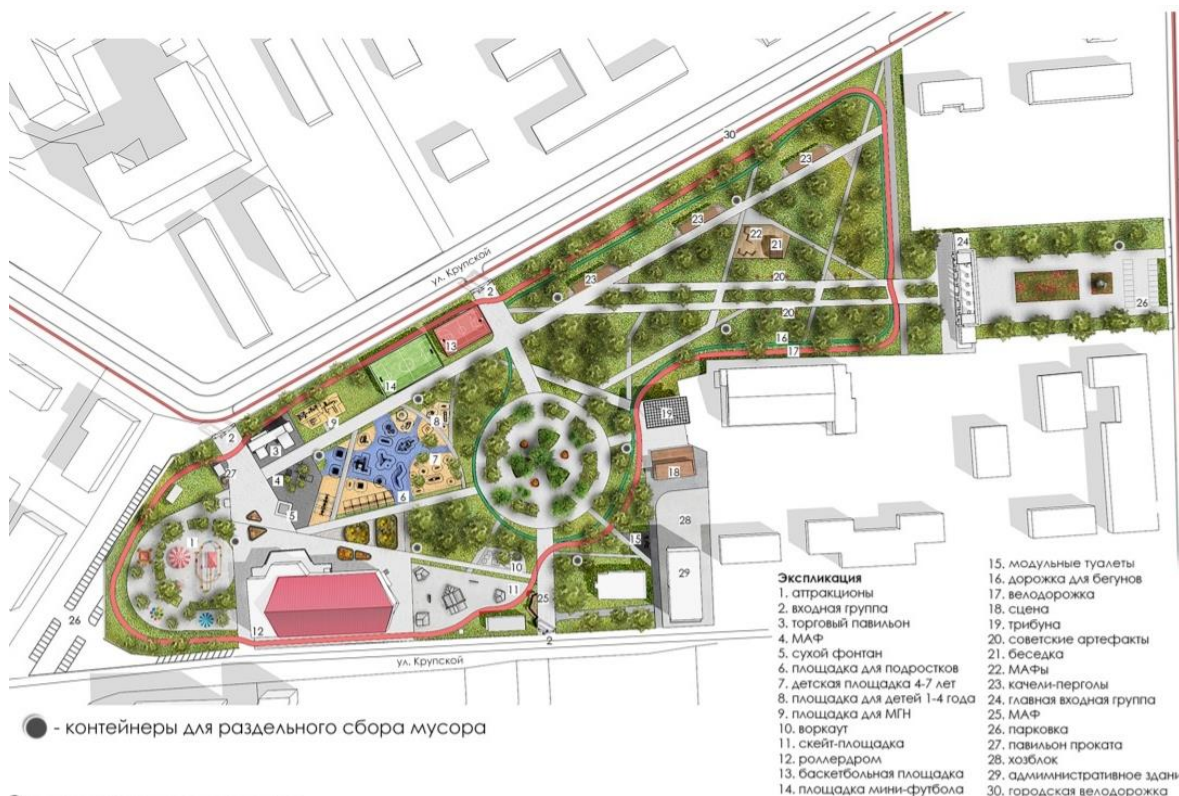 30
23
23
22
21
24
ул. Крупской
2
23
20
26
20
13
16
17
14
2
9
8
19
3
7
27
4
18
6
5
28
1
15
10
29
11
25
26
12
2
ул. Крупской
- контейнеры для раздельного сбора мусора
Экспликация
1. аттракционы
2. входная группа
3. торговый павильон
4. МАФ
5. сухой фонтан
6. площадка для подростков
7. детская площадка 4-7 лет
8. площадка для детей 1-4 года
9. площадка для МГН
10. воркаут
11. скейт-площадка
12. роллердром
13. баскетбольная площадка
14. площадка мини-футбола
15. модульные туалеты
16. дорожка для бегунов
17. велодорожка
18. сцена
19. трибуна
20. советские артефакты
21. беседка
22. МАФы
23. качели-перголы
24. главная входная группа
25. МАФ
26. парковка
27. павильон проката
28. хозблок
29. адмиминистративное здани
30. городская велодорожка